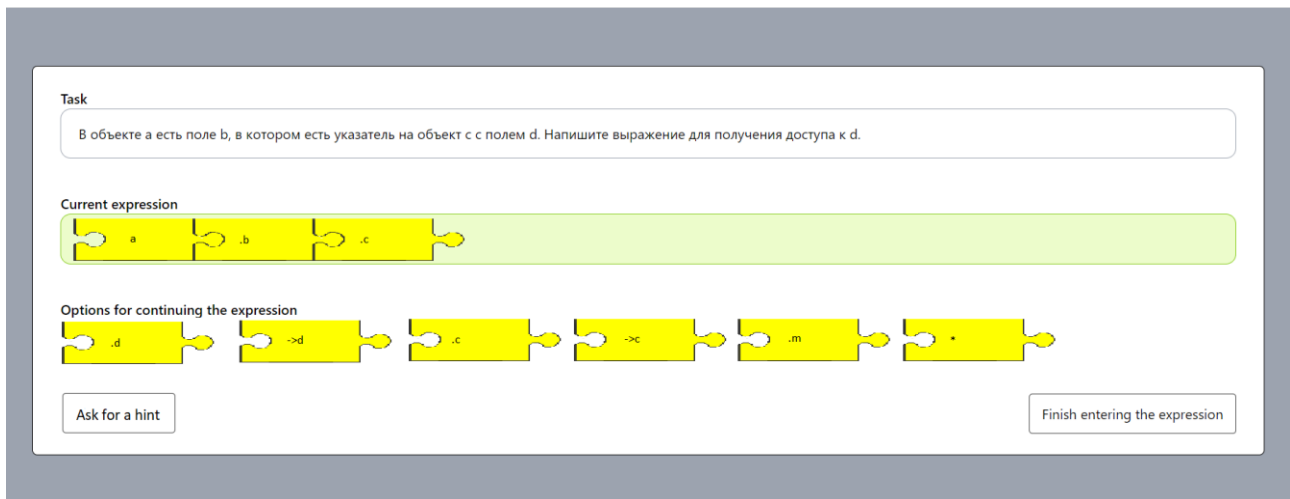 Task
В объекте a есть поле b, в котором есть указатель на объект c с полем d. Напишите выражение для получения доступа к d.
Current expression
a .b .c
Options for continuing the expression
.d ->d .c ->c .m *
Ask for a hint Finish entering the expression